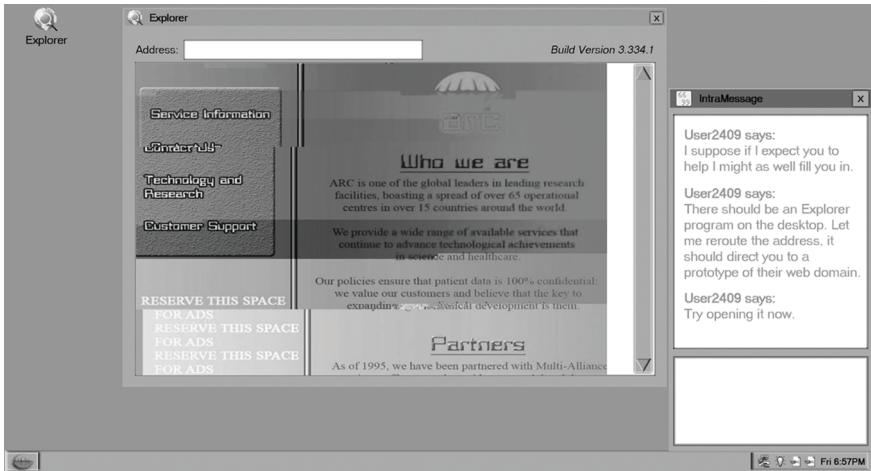 Explorer
Explorer
Address:
Build Version 3.334.1
Service Information
Contact Us
Technology and
Research
Customer Support
RESERVE THIS SPACE
FOR ADS
RESERVE THIS SPACE
FOR ADS
RESERVE THIS SPACE
FOR ADS
arc
Who we are
ARC is one of the global leaders in leading research
facilities, boasting a spread of over 65 operational
centres in over 15 countries around the world.
We provide a wide range of available services that
continue to advance technological achievements
in science and healthcare.
Our policies ensure that patient data is 100% confidential:
we value our customers and believe that the key to
expanding technical development is them.
Partners
As of 1995, we have been partnered with Multi-Alliance
IntraMessage
User2409 says:
I suppose if I expect you to
help I might as well fill you in.
User2409 says:
There should be an Explorer
program on the desktop. Let
me reroute the address, it
should direct you to a
prototype of their web domain.
User2409 says:
Try opening it now.
Fri 6:57PM